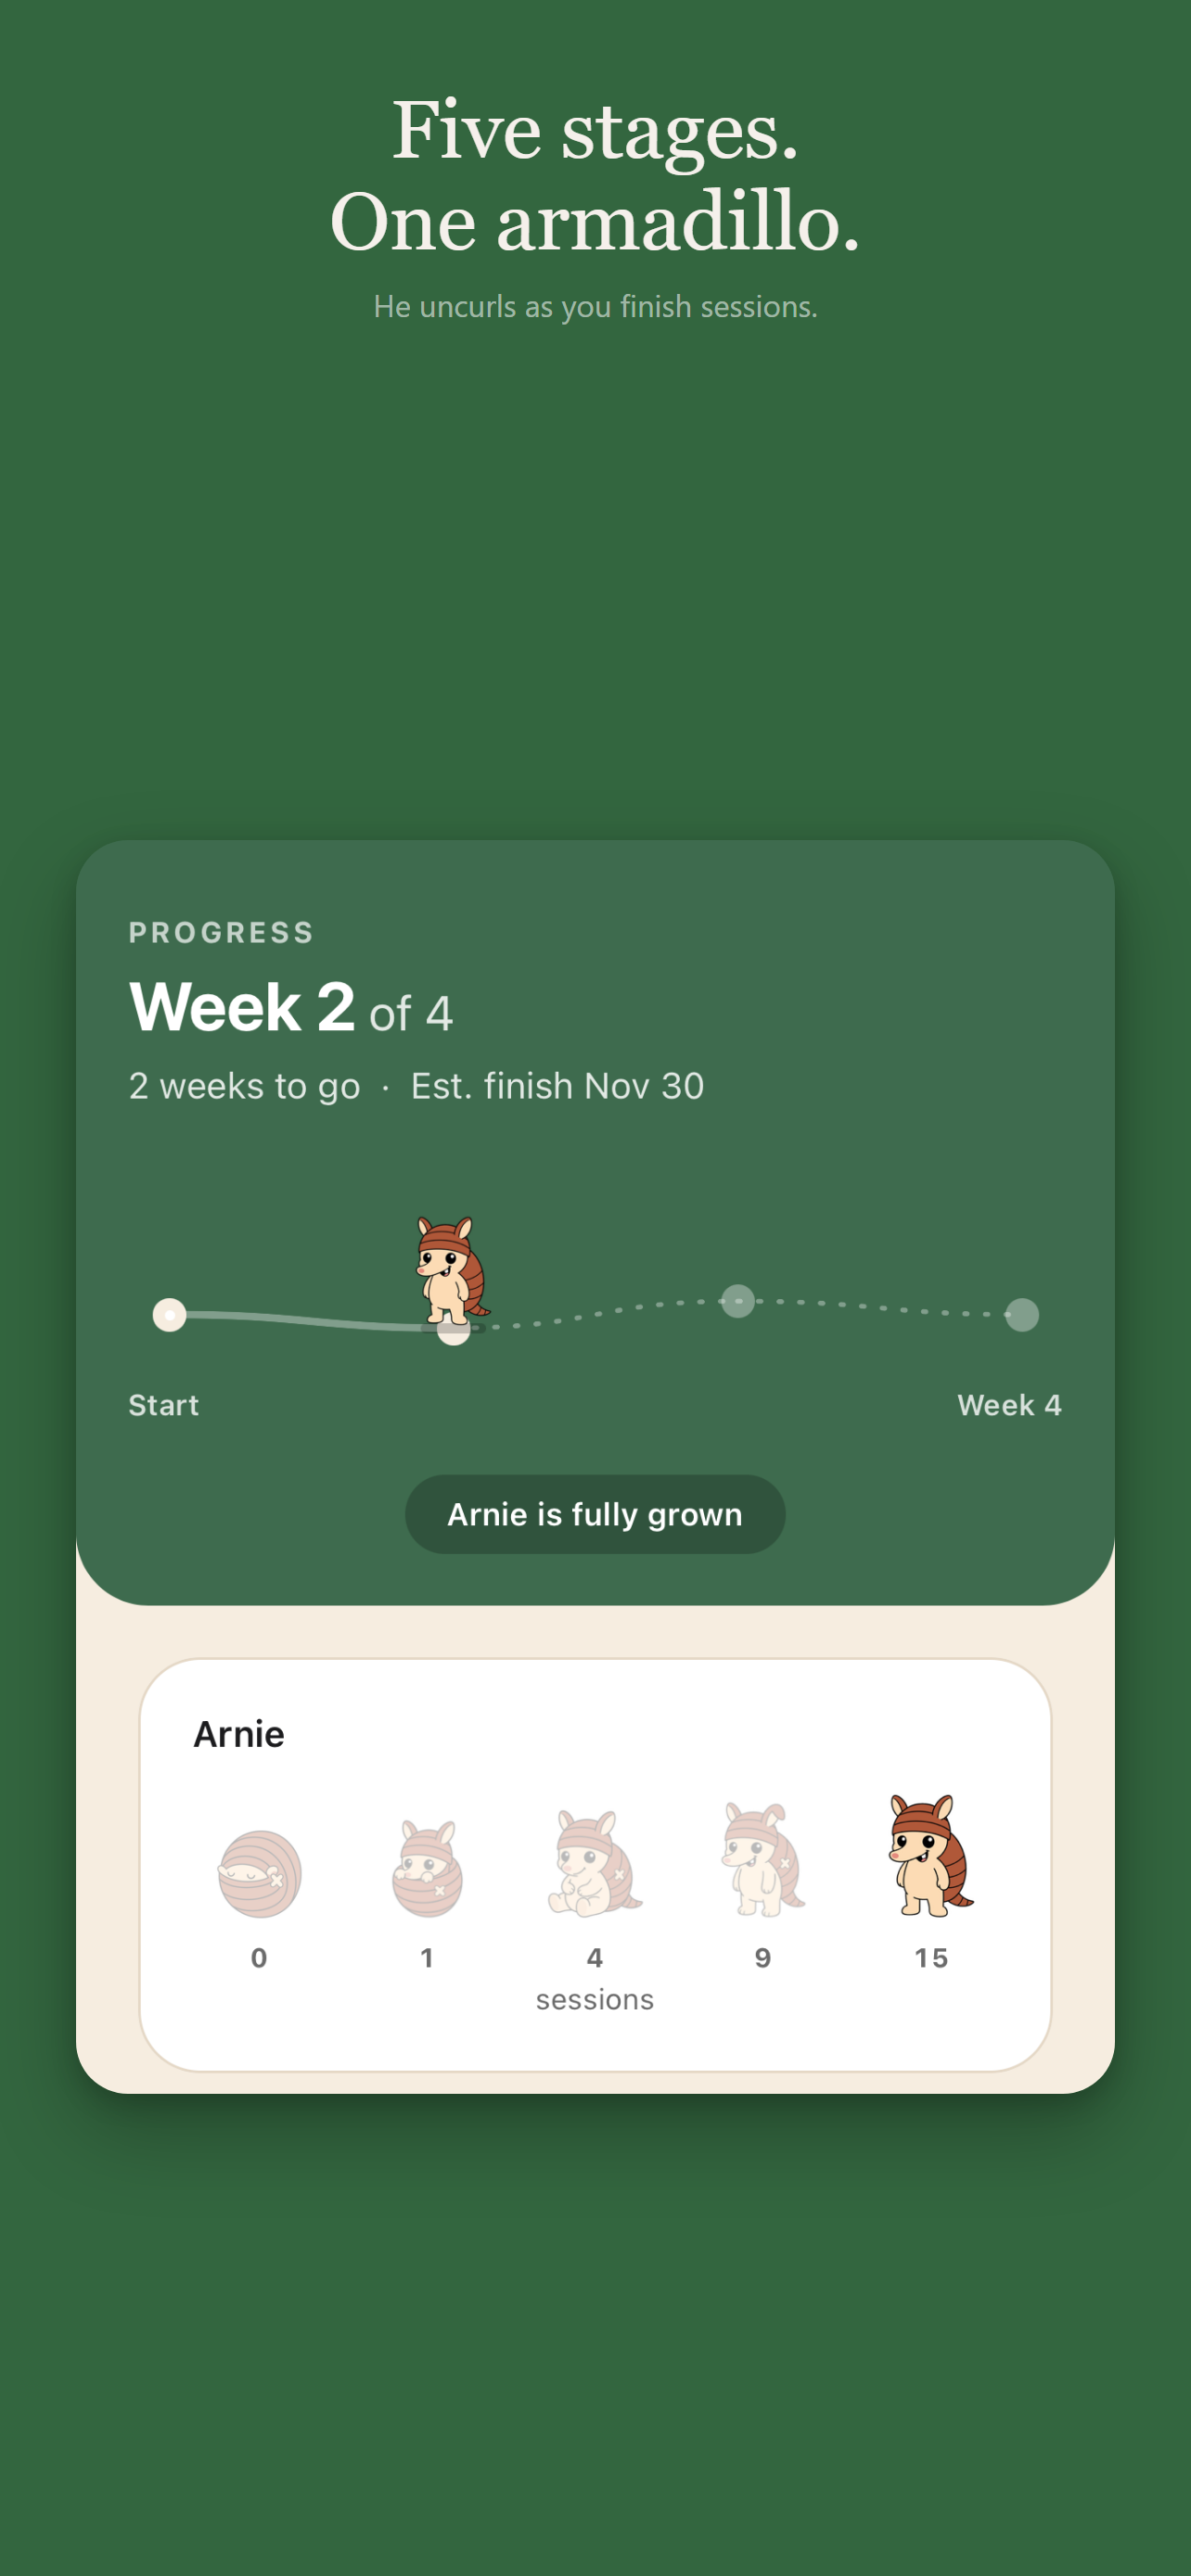 Five stages.
One armadillo.
He uncurls as you finish sessions.
PROGRESS
Week 2 of 4
2 weeks to go · Est. finish Nov 30
Start
Week 4
Arnie is fully grown
Arnie
0 1 4 9 15
sessions